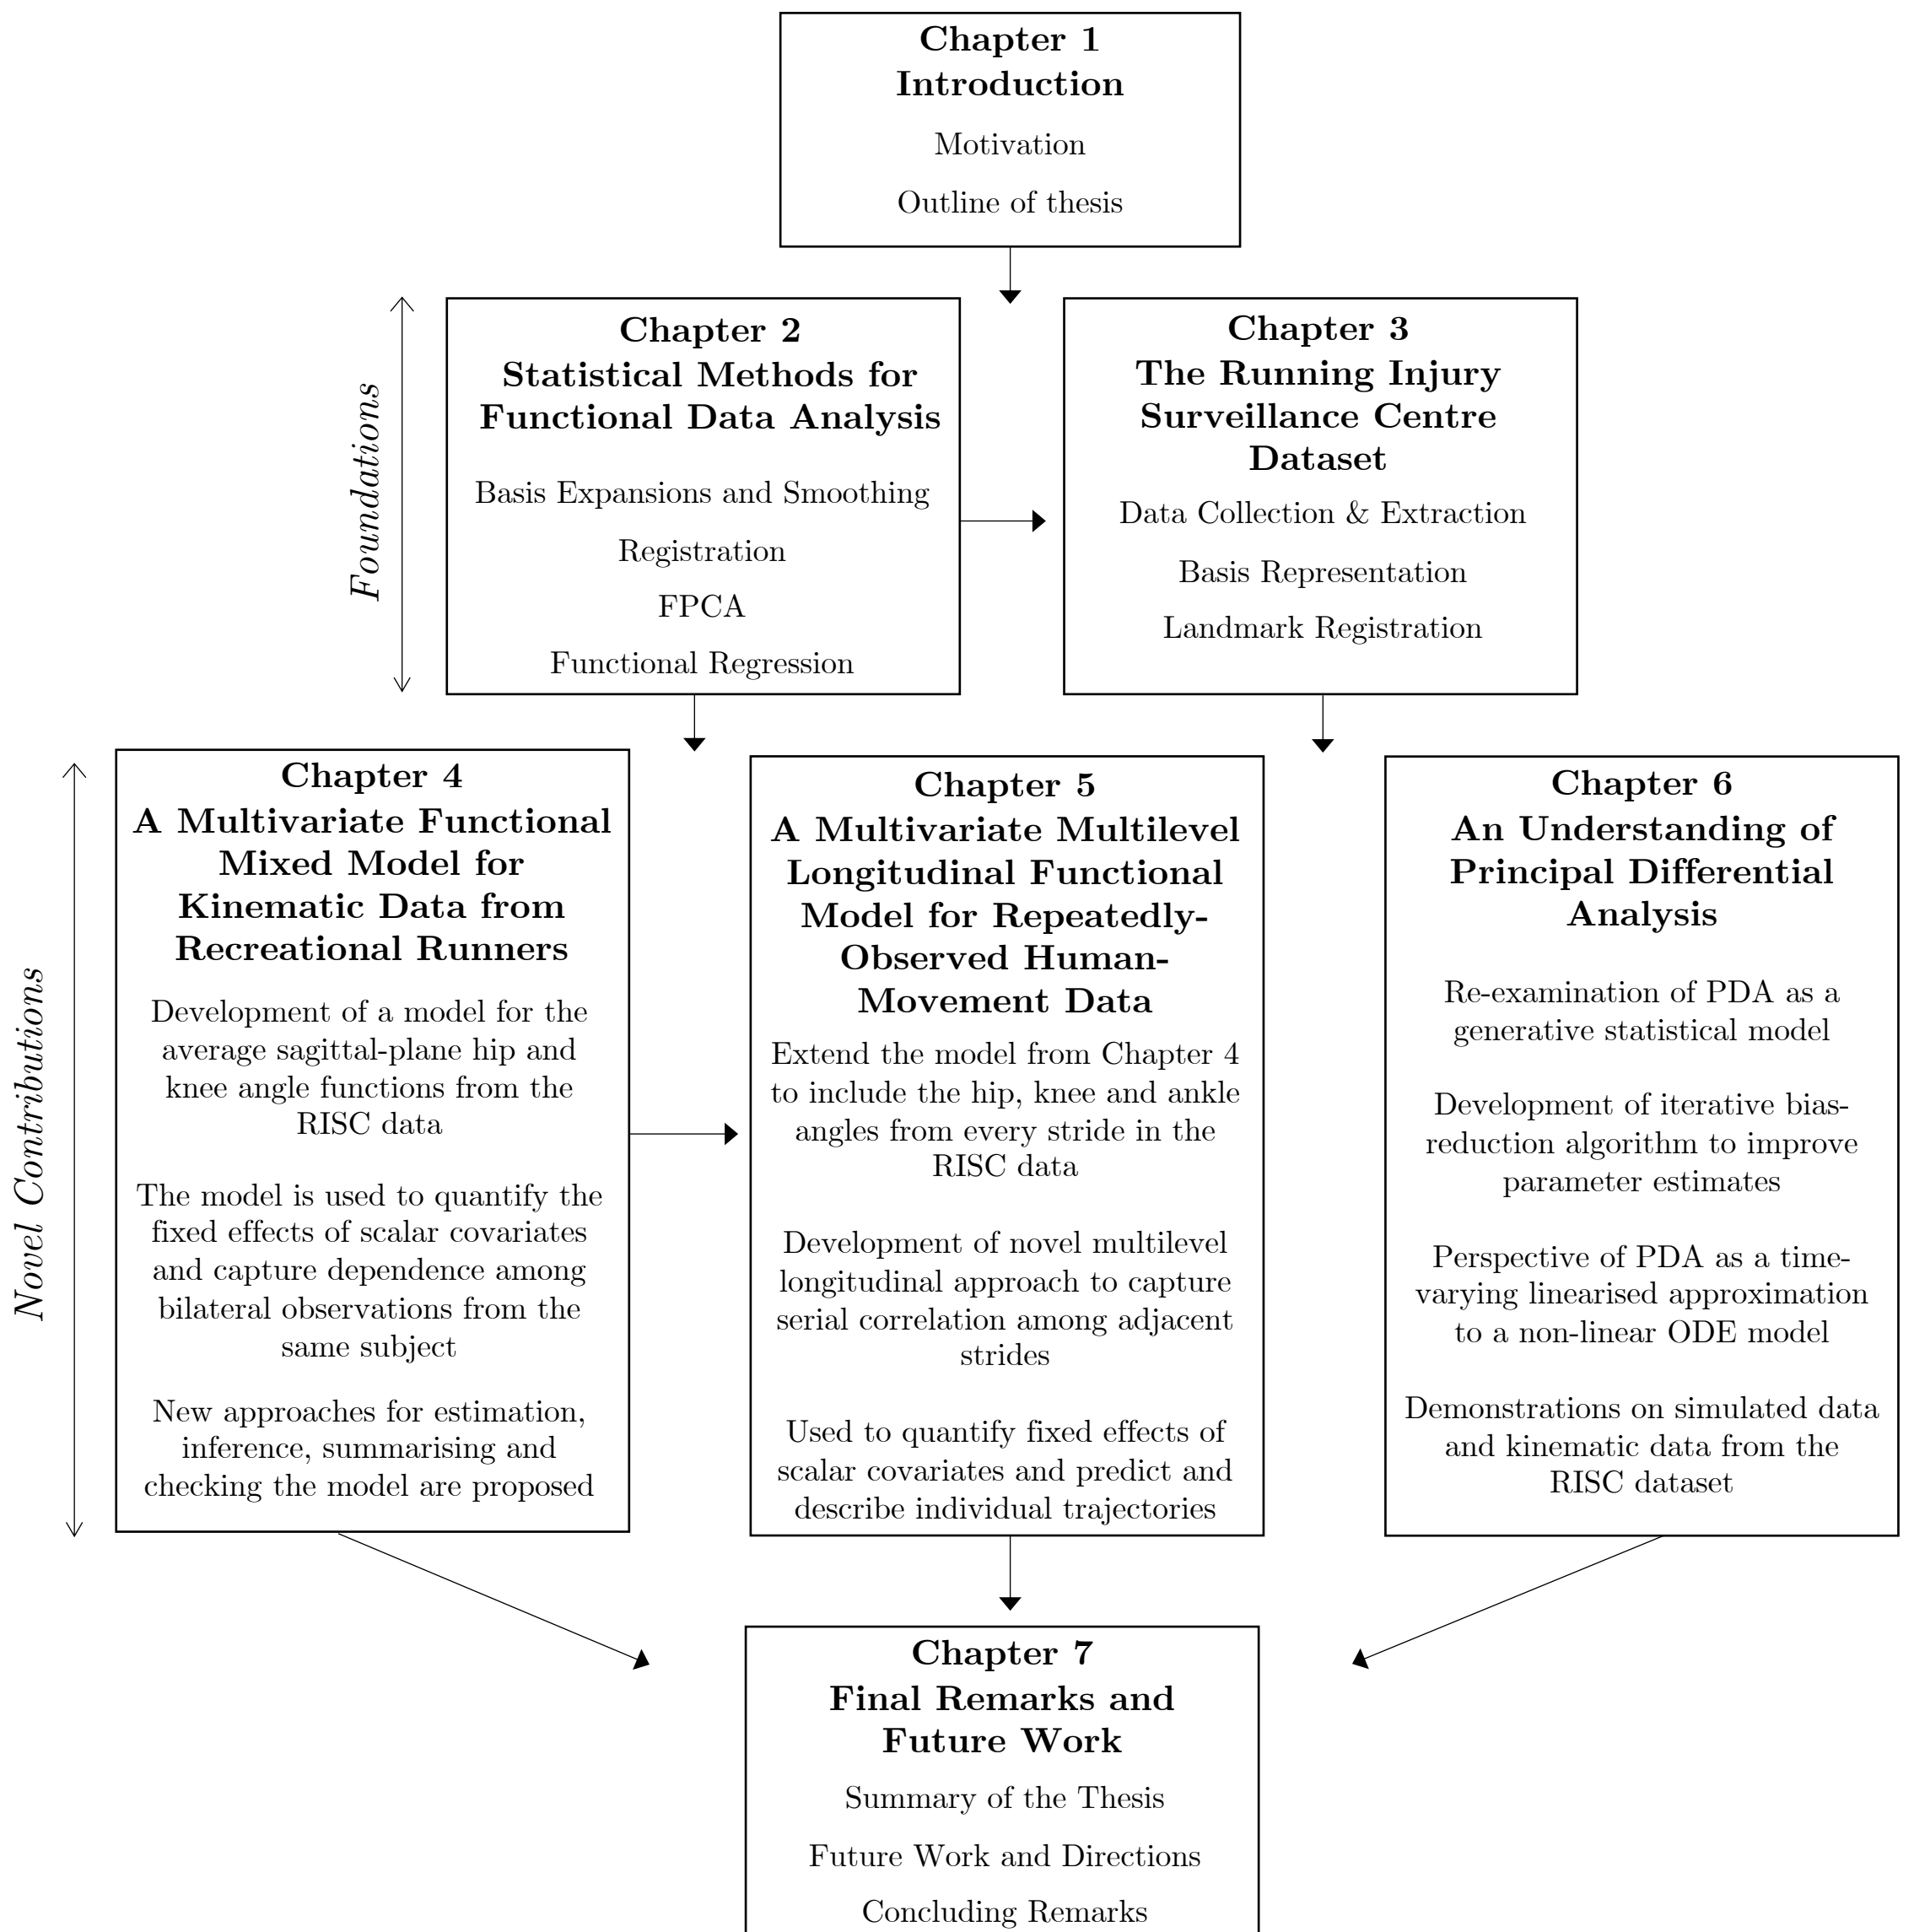 Chapter 1
Introduction
Motivation
Outline of thesis
Foundations
Chapter 2
Statistical Methods for
Functional Data Analysis
Basis Expansions and Smoothing
Registration
FPCA
Functional Regression
Chapter 3
The Running Injury
Surveillance Centre
Dataset
Data Collection & Extraction
Basis Representation
Landmark Registration
Novel Contributions
Chapter 4
A Multivariate Functional
Mixed Model for
Kinematic Data from
Recreational Runners
Development of a model for the
average sagittal-plane hip and
knee angle functions from the
RISC data
The model is used to quantify the
fixed effects of scalar covariates
and capture dependence among
bilateral observations from the
same subject
New approaches for estimation,
inference, summarising and
checking the model are proposed
Chapter 5
A Multivariate Multilevel
Longitudinal Functional
Model for Repeatedly-
Observed Human-
Movement Data
Extend the model from Chapter 4
to include the hip, knee and ankle
angles from every stride in the
RISC data
Development of novel multilevel
longitudinal approach to capture
serial correlation among adjacent
strides
Used to quantify fixed effects of
scalar covariates and predict and
describe individual trajectories
Chapter 6
An Understanding of
Principal Differential
Analysis
Re-examination of PDA as a
generative statistical model
Development of iterative bias-
reduction algorithm to improve
parameter estimates
Perspective of PDA as a time-
varying linearised approximation
to a non-linear ODE model
Demonstrations on simulated data
and kinematic data from the
RISC dataset
Chapter 7
Final Remarks and
Future Work
Summary of the Thesis
Future Work and Directions
Concluding Remarks